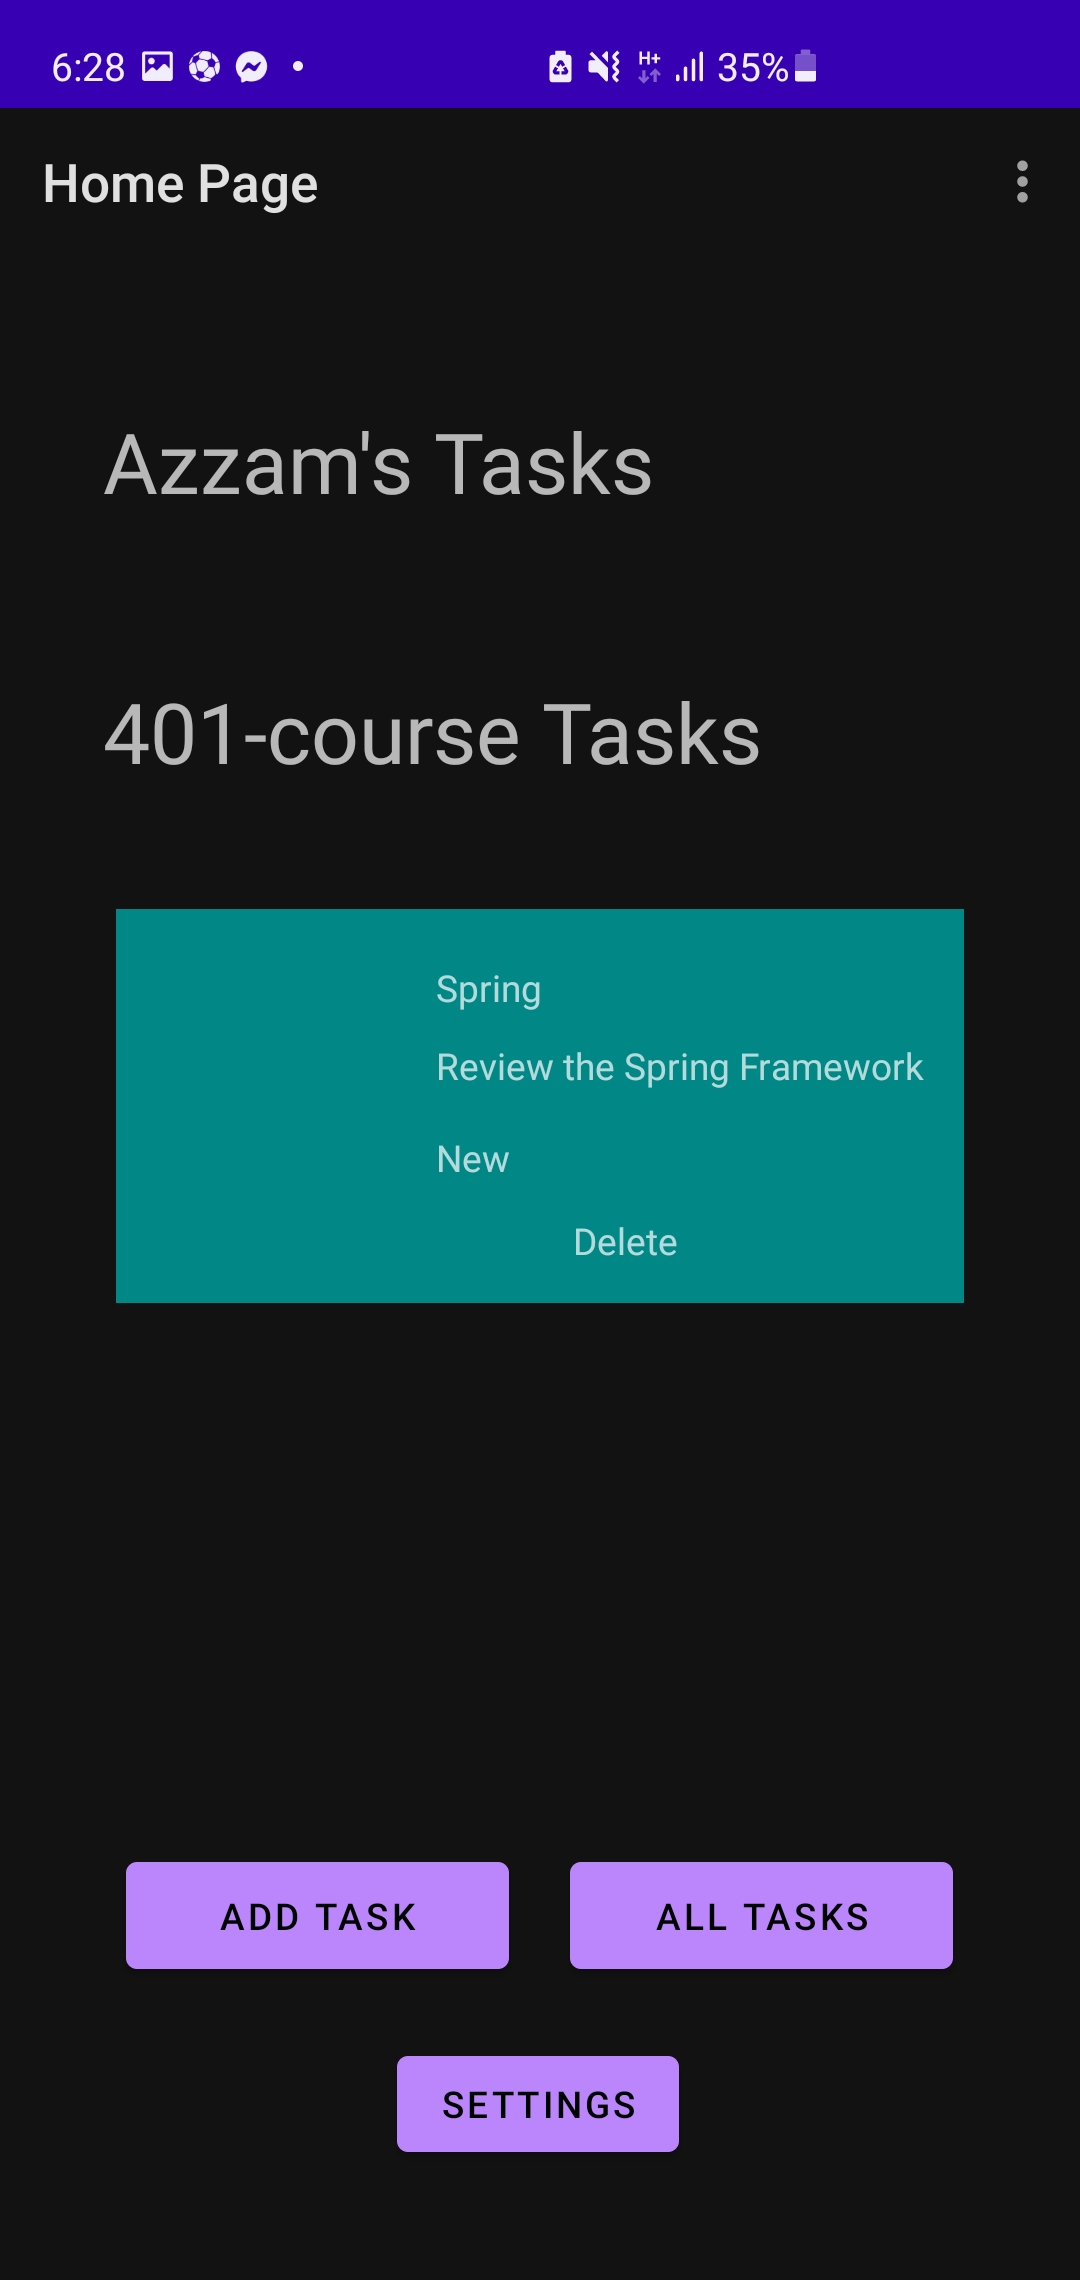 6:28 H+ 35%
Home Page
Azzam's Tasks
401-course Tasks
Spring
Review the Spring Framework
New
Delete
ADD TASK ALL TASKS
SETTINGS